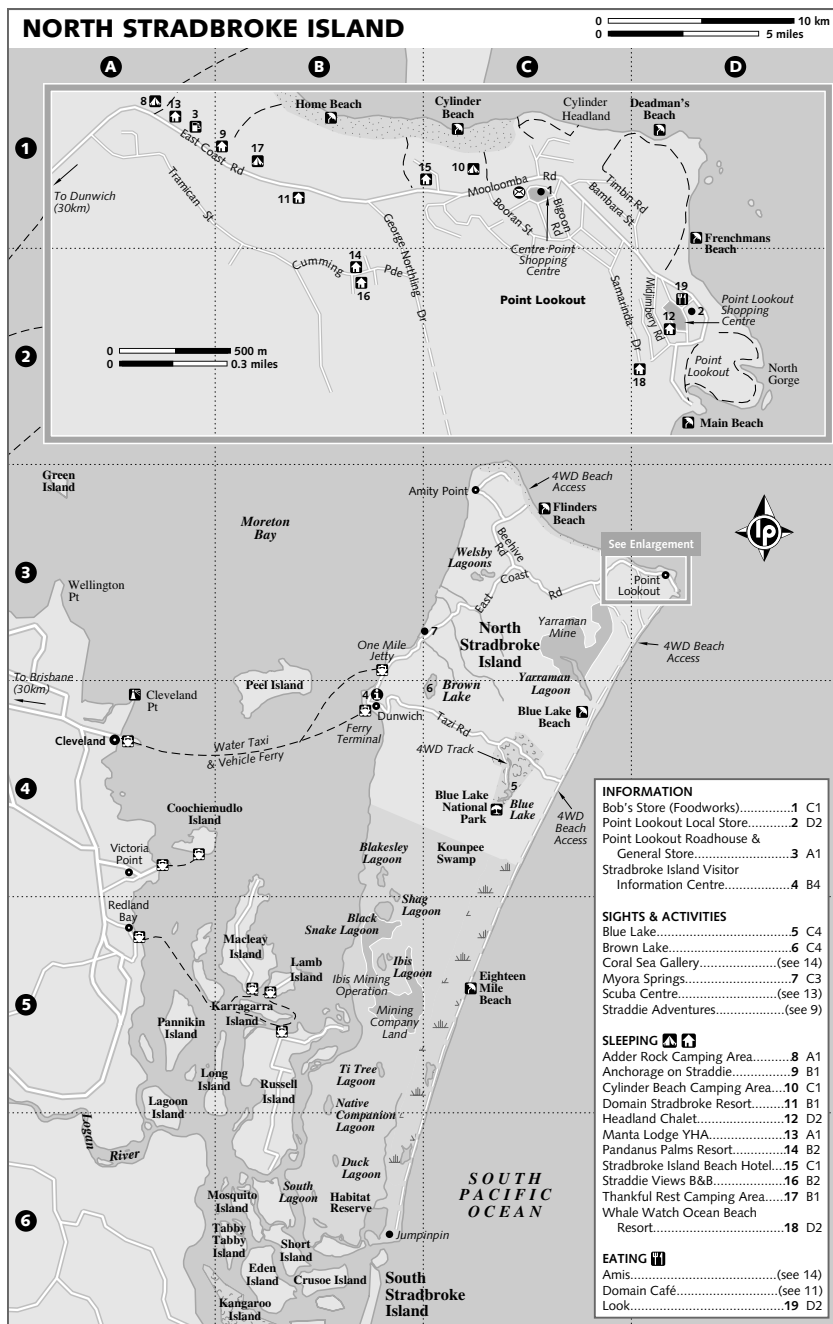 NORTH STRADBROKE ISLAND
0 10 km
0 5 miles
A B C D
1
2
3
4
5
6
8
13
3
9
17
11
Home Beach
Cylinder
Beach
Cylinder
Headland
Deadman's
Beach
East Coast Rd
To Dunwich
(30km)
Tramican St
15
10
Mooloomba Rd
1
Booran St
Bigoon Rd
Timbin Rd
Bambara St
Frenchmans
Beach
Centre Point
Shopping
Centre
George Nothling Dr
Cumming Pde
14
16
Point Lookout
Samarinda Dr
Midjimberry Rd
19
2
12
Point Lookout
Shopping
Centre
0 500 m
0 0.3 miles
18
Point
Lookout
North
Gorge
Main Beach
Green
Island
Moreton
Bay
Amity Point
4WD Beach
Access
Flinders
Beach
lp
See Enlargement
Point
Lookout
Beehive Rd
Welsby
Lagoons
East Coast Rd
Wellington
Pt
7
North
Stradbroke
Island
Yarraman
Mine
4WD Beach
Access
One Mile
Jetty
To Brisbane
(30km)
Cleveland
Pt
Peel Island
4
Dunwich
6
Brown
Lake
Yarraman
Lagoon
Blue Lake
Beach
Cleveland
Water Taxi
& Vehicle Ferry
Ferry
Terminal
Tazi Rd
4WD Track
5
Blue Lake
National
Park
Blue
Lake
4WD
Beach
Access
Coochiemudlo
Island
Victoria
Point
Blakesley
Lagoon
Kounpee
Swamp
Redland
Bay
Shag
Lagoon
Black
Snake Lagoon
Macleay
Island
Lamb
Island
Ibis
Lagoon
Ibis Mining
Operation
Eighteen
Mile
Beach
Karragarra
Island
Mining
Company
Land
Pannikin
Island
Long
Island
Russell
Island
Ti Tree
Lagoon
Lagoon
Island
Native
Companion
Lagoon
Logan
River
Duck
Lagoon
SOUTH
PACIFIC
OCEAN
South
Lagoon
Habitat
Reserve
Mosquito
Island
Tabby
Tabby
Island
Short
Island
Jumpinpin
Eden
Island
Crusoe Island
South
Stradbroke
Island
Kangaroo
Island
INFORMATION
Bob's Store (Foodworks)..............1 C1
Point Lookout Local Store............2 D2
Point Lookout Roadhouse &
General Store.........................3 A1
Stradbroke Island Visitor
Information Centre..................4 B4
SIGHTS & ACTIVITIES
Blue Lake.....................................5 C4
Brown Lake..................................6 C4
Coral Sea Gallery..................(see 14)
Myora Springs..............................7 C3
Scuba Centre........................(see 13)
Straddie Adventures................(see 9)
SLEEPING
Adder Rock Camping Area..........8 A1
Anchorage on Straddie................9 B1
Cylinder Beach Camping Area....10 C1
Domain Stradbroke Resort.........11 B1
Headland Chalet........................12 D2
Manta Lodge YHA.....................13 A1
Pandanus Palms Resort..............14 B2
Stradbroke Island Beach Hotel....15 C1
Straddie Views B&B...................16 B2
Thankful Rest Camping Area.....17 B1
Whale Watch Ocean Beach
Resort..................................18 D2
EATING
Amis....................................(see 14)
Domain Café.........................(see 11)
Look..........................................19 D2